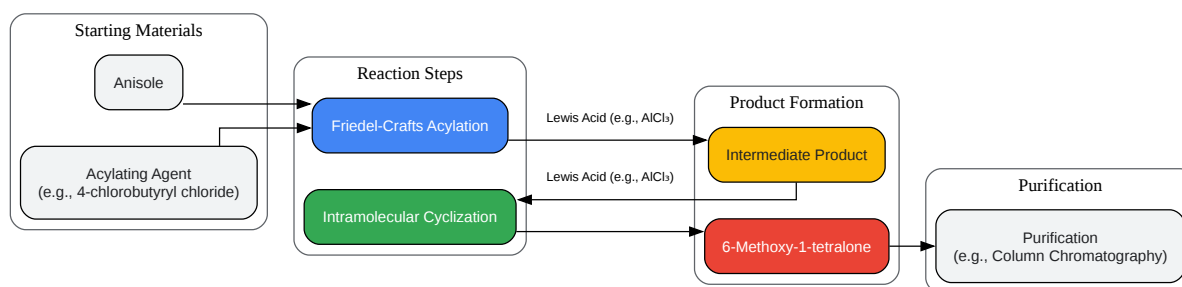 Starting Materials
Anisole
Acylating Agent
(e.g., 4-chlorobutyryl chloride)
Reaction Steps
Friedel-Crafts Acylation
Intramolecular Cyclization
Lewis Acid (e.g., AlCl₃)
Lewis Acid (e.g., AlCl₃)
Product Formation
Intermediate Product
6-Methoxy-1-tetralone
Purification
Purification
(e.g., Column Chromatography)